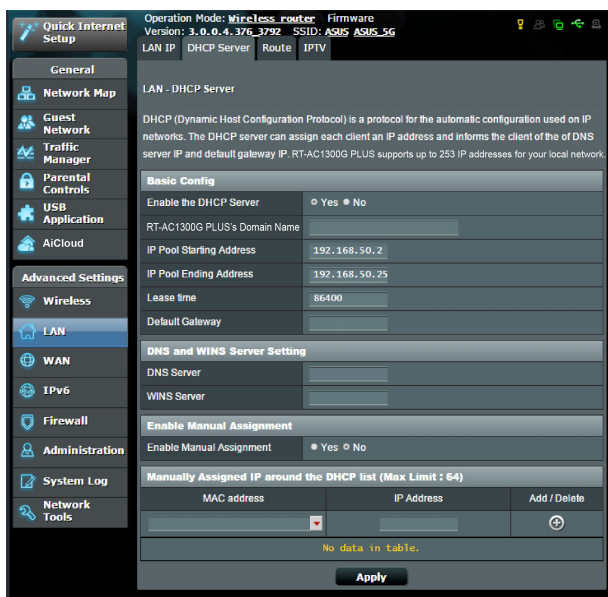 Quick Internet
Setup
Operation Mode: Wireless router Firmware
Version: 3.0.0.4.376_3792 SSID: ASUS ASUS_5G
LAN IP DHCP Server Route IPTV
General
Network Map
Guest
Network
Traffic
Manager
Parental
Controls
USB
Application
AiCloud
Advanced Settings
Wireless
LAN
WAN
IPv6
Firewall
Administration
System Log
Network
Tools
LAN - DHCP Server
DHCP (Dynamic Host Configuration Protocol) is a protocol for the automatic configuration used on IP
networks. The DHCP server can assign each client an IP address and informs the client of the of DNS
server IP and default gateway IP. RT-AC1300G PLUS supports up to 253 IP addresses for your local network.
Basic Config
Enable the DHCP Server Yes No
RT-AC1300G PLUS's Domain Name
IP Pool Starting Address 192.168.50.2
IP Pool Ending Address 192.168.50.25
Lease time 86400
Default Gateway
DNS and WINS Server Setting
DNS Server
WINS Server
Enable Manual Assignment
Enable Manual Assignment Yes No
Manually Assigned IP around the DHCP list (Max Limit : 64)
MAC address IP Address Add / Delete
No data in table.
Apply